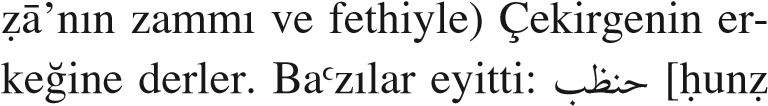 ẓā’nın zammı ve fethiyle) Çekirgenin er-
keğine derler. Baᶜzılar eyitti: حنظب [ḥunẓ